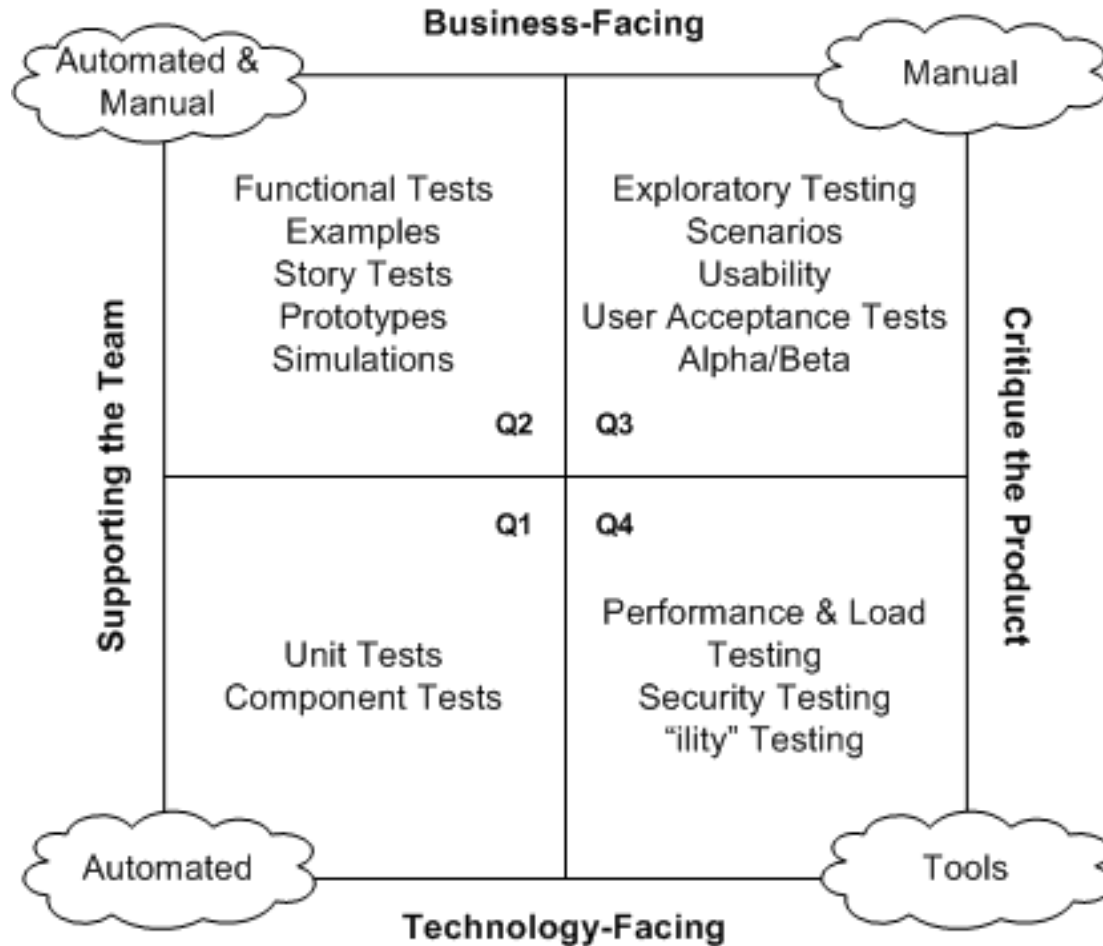 Business-Facing
Automated &
Manual
Manual
Functional Tests
Examples
Story Tests
Prototypes
Simulations
Q2
Exploratory Testing
Scenarios
Usability
User Acceptance Tests
Alpha/Beta
Q3
Supporting the Team
Critique the Product
Q1
Unit Tests
Component Tests
Q4
Performance & Load
Testing
Security Testing
“ility” Testing
Automated
Tools
Technology-Facing